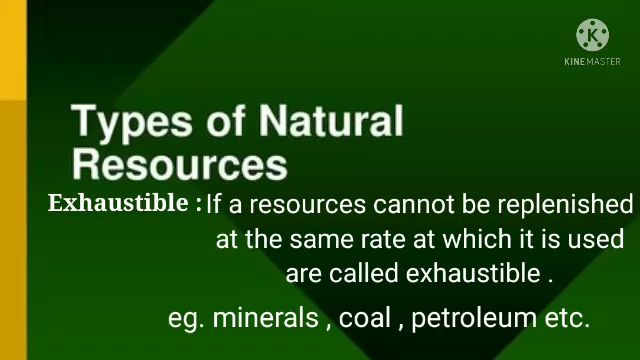 K
KINEMASTER
Types of Natural
Resources
Exhaustible : If a resources cannot be replenished
at the same rate at which it is used
are called exhaustible .
eg. minerals , coal , petroleum etc.